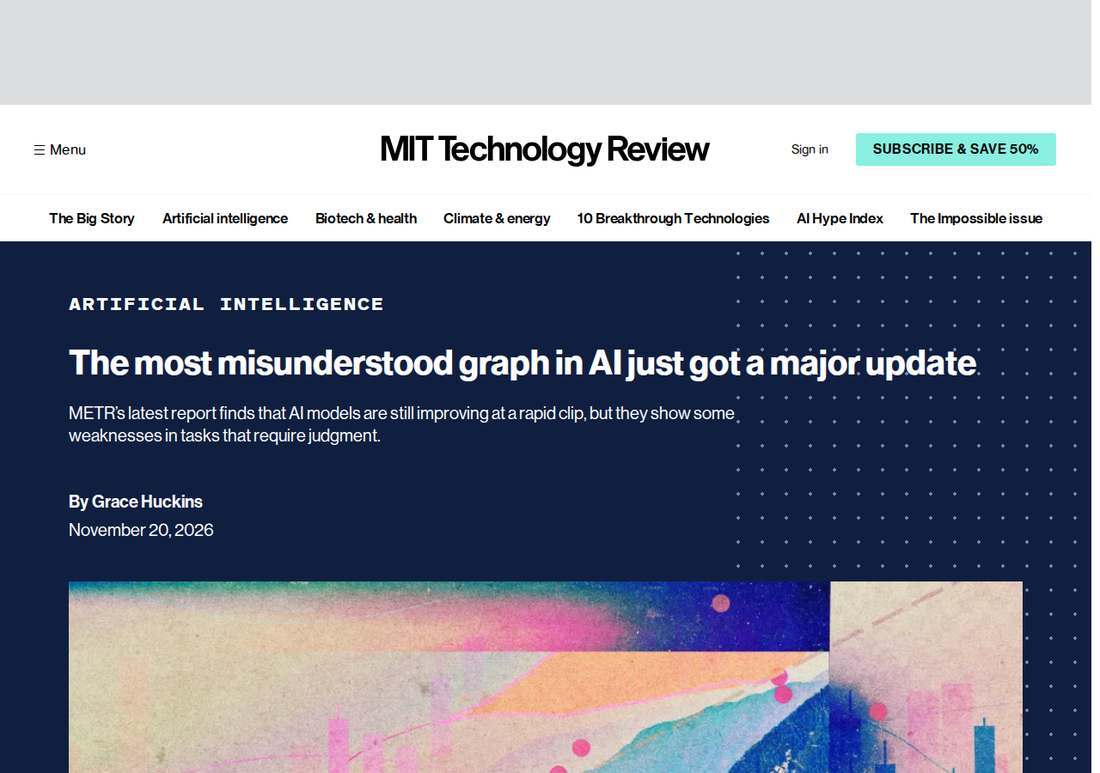 Menu
MIT Technology Review
Sign in
SUBSCRIBE & SAVE 50%
The Big Story
Artificial intelligence
Biotech & health
Climate & energy
10 Breakthrough Technologies
AI Hype Index
The Impossible issue
ARTIFICIAL INTELLIGENCE
The most misunderstood graph in AI just got a major update
METR's latest report finds that AI models are still improving at a rapid clip, but they show some
weaknesses in tasks that require judgment.
By Grace Huckins
November 20, 2026